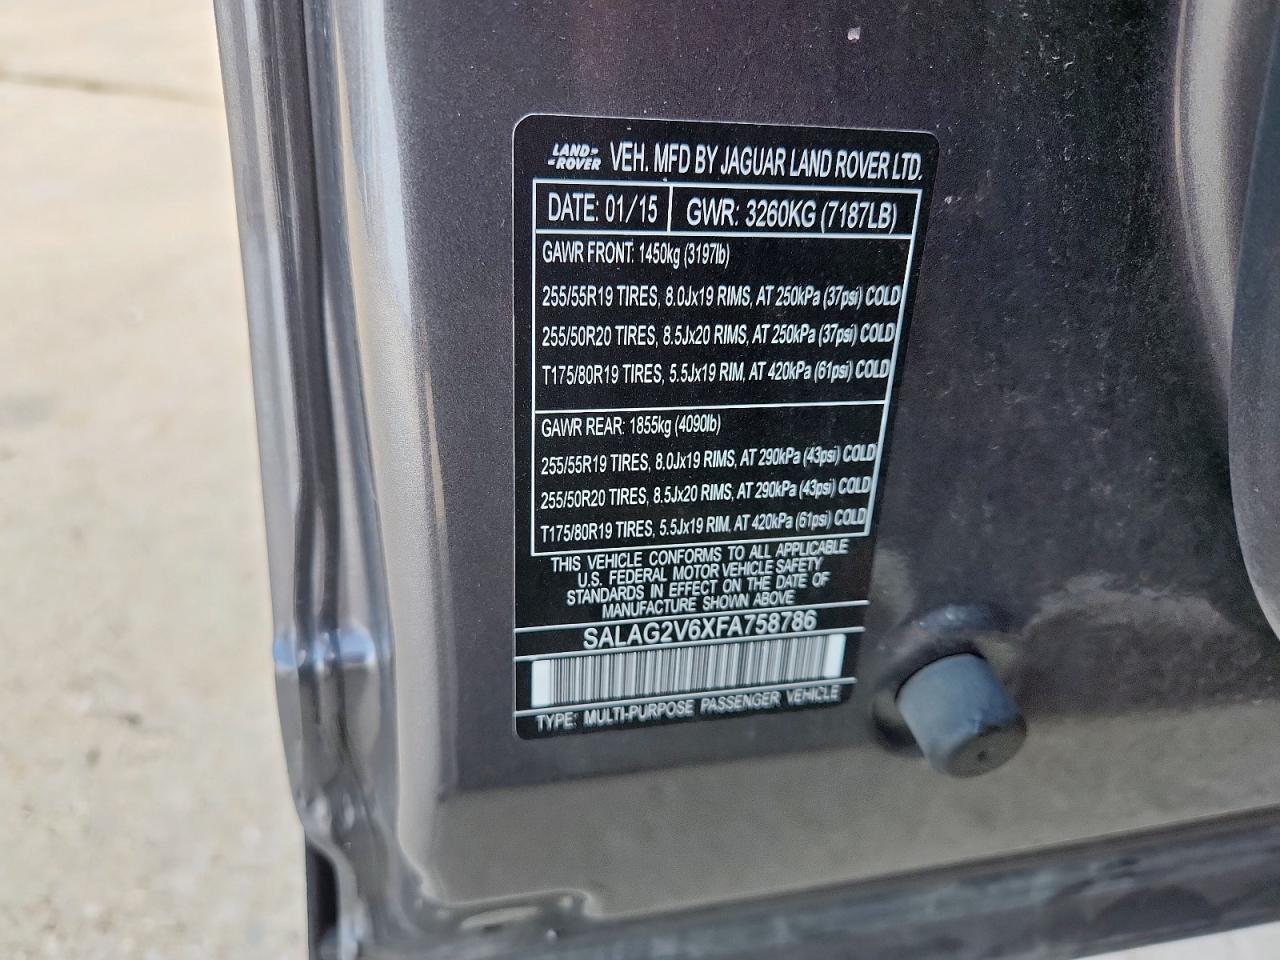 LAND-
-ROVER VEH. MFD BY JAGUAR LAND ROVER LTD.
DATE: 01/15 GWR: 3260KG (7187LB)
GAWR FRONT: 1450kg (3197lb)
255/55R19 TIRES, 8.0Jx19 RIMS, AT 250kPa (37psi) COLD
255/50R20 TIRES, 8.5Jx20 RIMS, AT 250kPa (37psi) COLD
T175/80R19 TIRES, 5.5Jx19 RIM, AT 420kPa (61psi) COLD
GAWR REAR: 1855kg (4090lb)
255/55R19 TIRES, 8.0Jx19 RIMS, AT 290kPa (43psi) COLD
255/50R20 TIRES, 8.5Jx20 RIMS, AT 290kPa (43psi) COLD
T175/80R19 TIRES, 5.5Jx19 RIM, AT 420kPa (61psi) COLD
THIS VEHICLE CONFORMS TO ALL APPLICABLE
U.S. FEDERAL MOTOR VEHICLE SAFETY
STANDARDS IN EFFECT ON THE DATE OF
MANUFACTURE SHOWN ABOVE
SALAG2V6XFA758786
TYPE: MULTI-PURPOSE PASSENGER VEHICLE